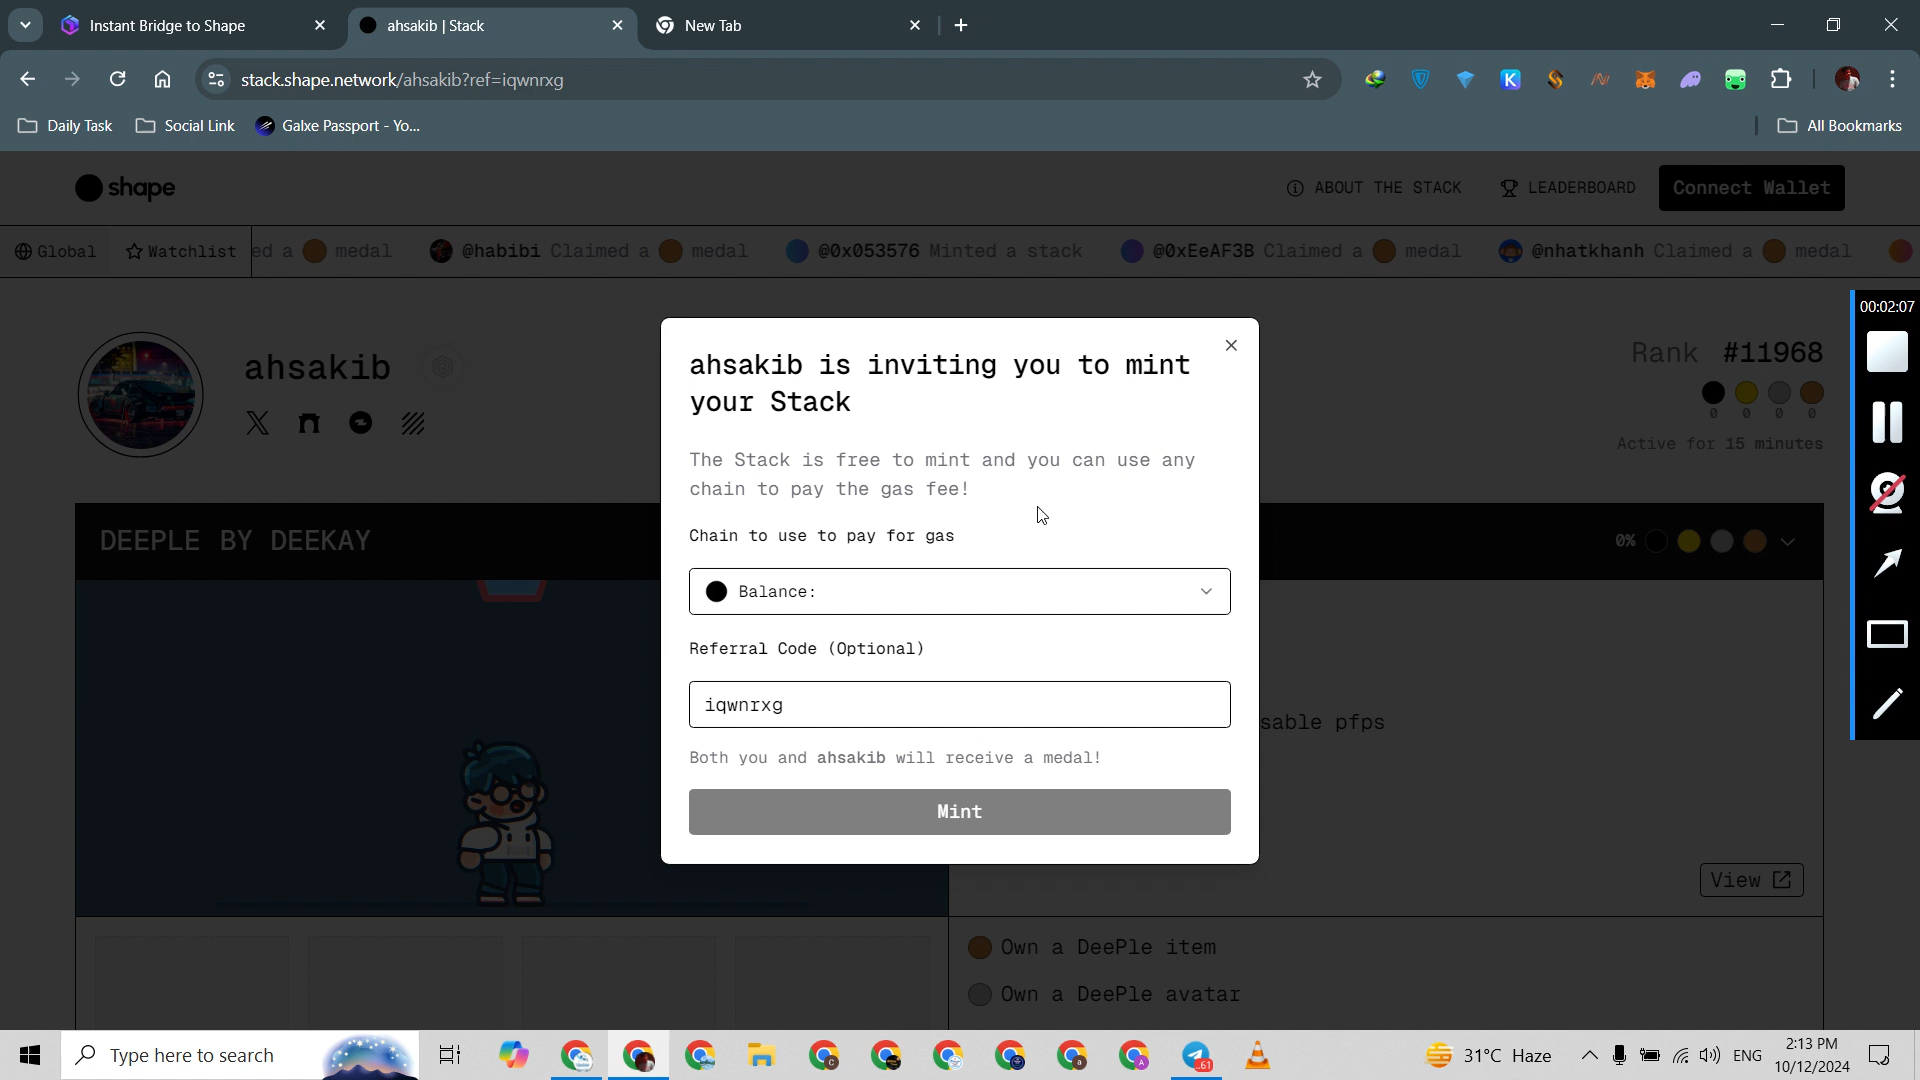 Instant Bridge to Shape
ahsakib | Stack
New Tab
stack.shape.network/ahsakib?ref=iqwnrxg
Daily Task
Social Link
Galxe Passport - Yo...
All Bookmarks
shape
ABOUT THE STACK
LEADERBOARD
Connect Wallet
Global
Watchlist
ed a medal
@habibi Claimed a medal
@0x053576 Minted a stack
@0xEeAF3B Claimed a medal
@nhatkhanh Claimed a medal
00:02:07
ahsakib
Rank #11968
0 0 0 0
Active for 15 minutes
ahsakib is inviting you to mint
your Stack
The Stack is free to mint and you can use any
chain to pay the gas fee!
Chain to use to pay for gas
Balance:
Referral Code (Optional)
iqwnrxg
Both you and ahsakib will receive a medal!
Mint
DEEPLE BY DEEKAY
0%
sable pfps
View
Own a DeePle item
Own a DeePle avatar
Type here to search
61
31°C Haze
ENG
2:13 PM
10/12/2024